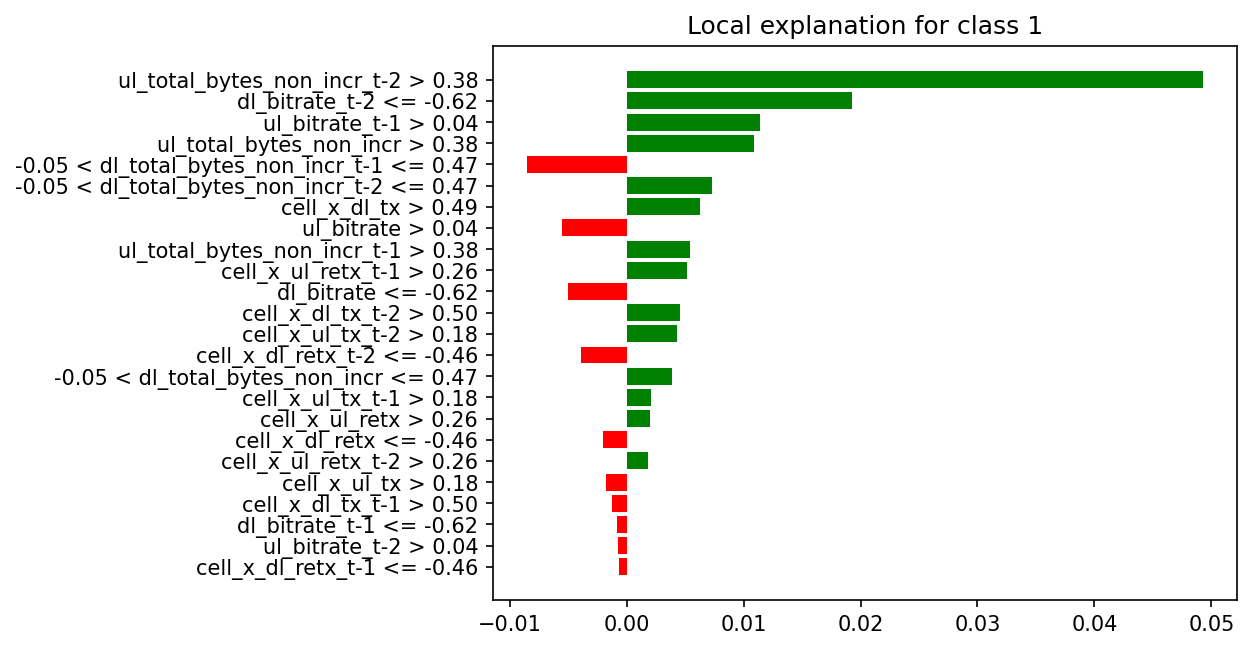 Local explanation for class 1
ul_total_bytes_non_incr_t-2 > 0.38
dl_bitrate_t-2 <= -0.62
ul_bitrate_t-1 > 0.04
ul_total_bytes_non_incr > 0.38
-0.05 < dl_total_bytes_non_incr_t-1 <= 0.47
-0.05 < dl_total_bytes_non_incr_t-2 <= 0.47
cell_x_dl_tx > 0.49
ul_bitrate > 0.04
ul_total_bytes_non_incr_t-1 > 0.38
cell_x_ul_retx_t-1 > 0.26
dl_bitrate <= -0.62
cell_x_dl_tx_t-2 > 0.50
cell_x_ul_tx_t-2 > 0.18
cell_x_dl_retx_t-2 <= -0.46
-0.05 < dl_total_bytes_non_incr <= 0.47
cell_x_ul_tx_t-1 > 0.18
cell_x_ul_retx > 0.26
cell_x_dl_retx <= -0.46
cell_x_ul_retx_t-2 > 0.26
cell_x_ul_tx > 0.18
cell_x_dl_tx_t-1 > 0.50
dl_bitrate_t-1 <= -0.62
ul_bitrate_t-2 > 0.04
cell_x_dl_retx_t-1 <= -0.46
−0.01 0.00 0.01 0.02 0.03 0.04 0.05